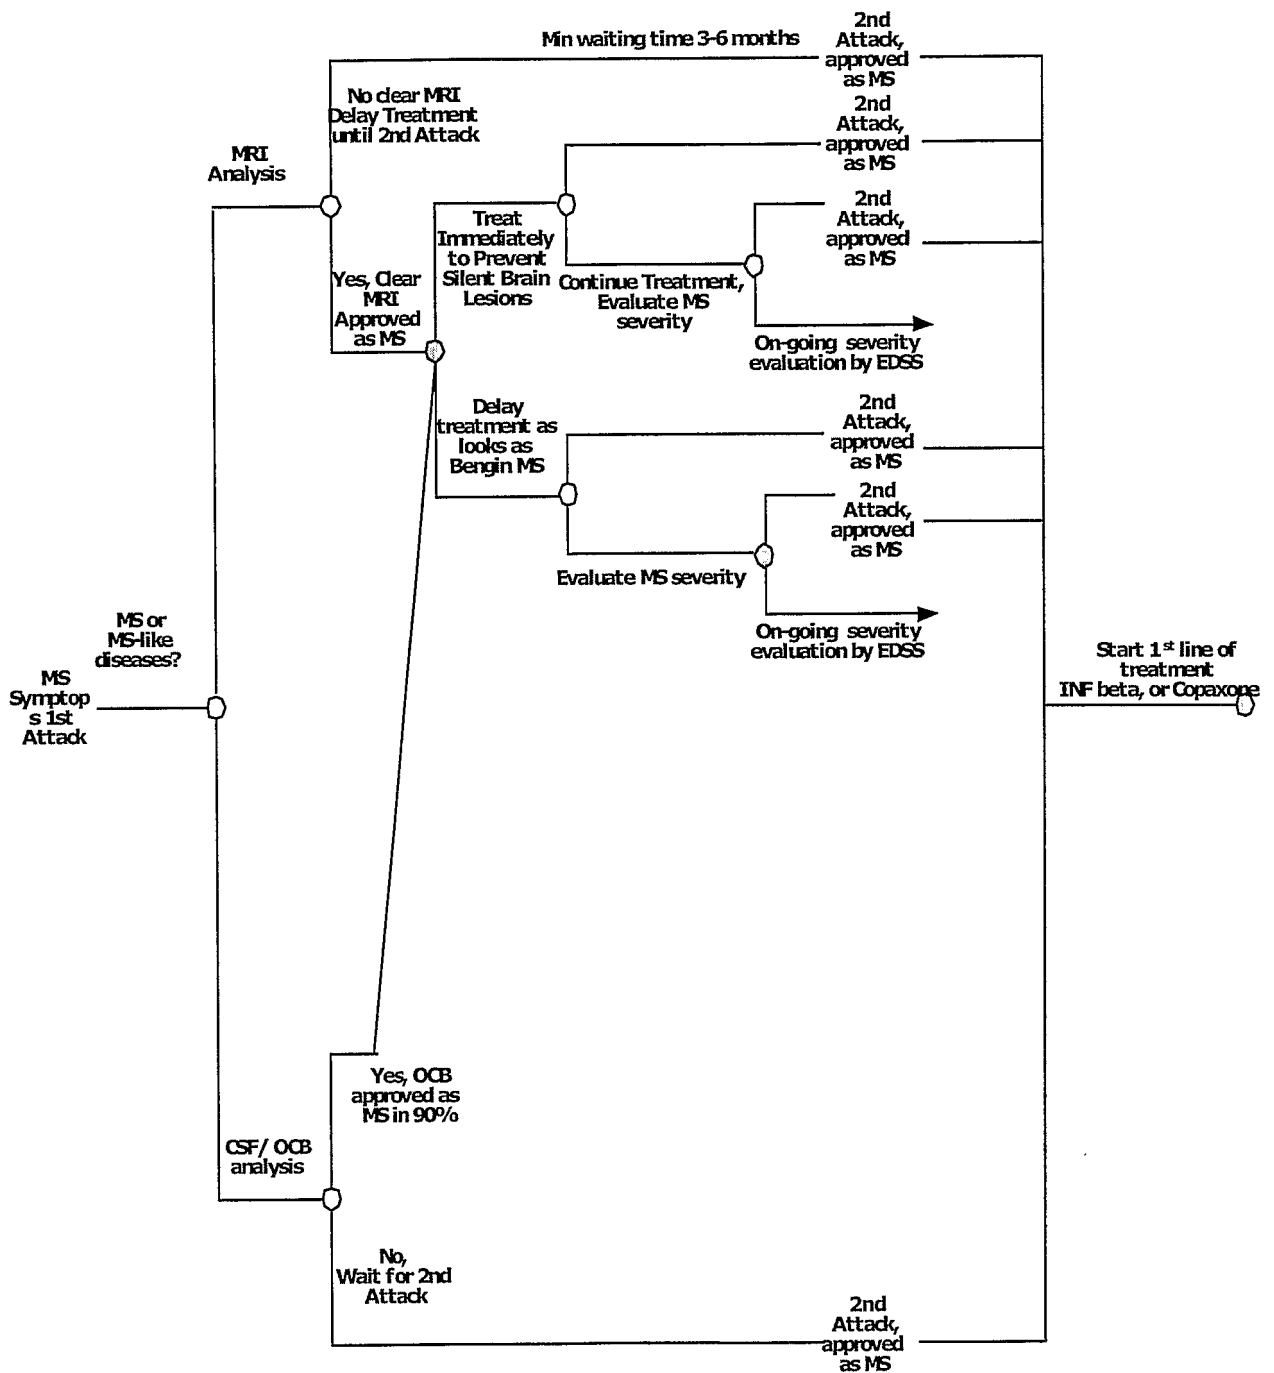 Min waiting time 3-6 months
2nd
Attack,
approved
as MS
No clear MRI
Delay Treatment
until 2nd Attack
2nd
Attack,
approved
as MS
MRI
Analysis
2nd
Attack,
approved
as MS
Treat
Immediately
to Prevent
Silent Brain
Lesions
Yes, Clear
MRI
Approved
as MS
Continue Treatment,
Evaluate MS
severity
On-going severity
evaluation by EDSS
Delay
treatment as
looks as
Bengin MS
2nd
Attack,
approved
as MS
2nd
Attack,
approved
as MS
Evaluate MS severity
On-going severity
evaluation by EDSS
MS or
MS-like
diseases?
MS
Symptop
s 1st
Attack
Start 1st line of
treatment
INF beta, or Copaxone
Yes, OCB
approved as
MS in 90%
CSF/ OCB
analysis
No,
Wait for 2nd
Attack
2nd
Attack,
approved
as MS